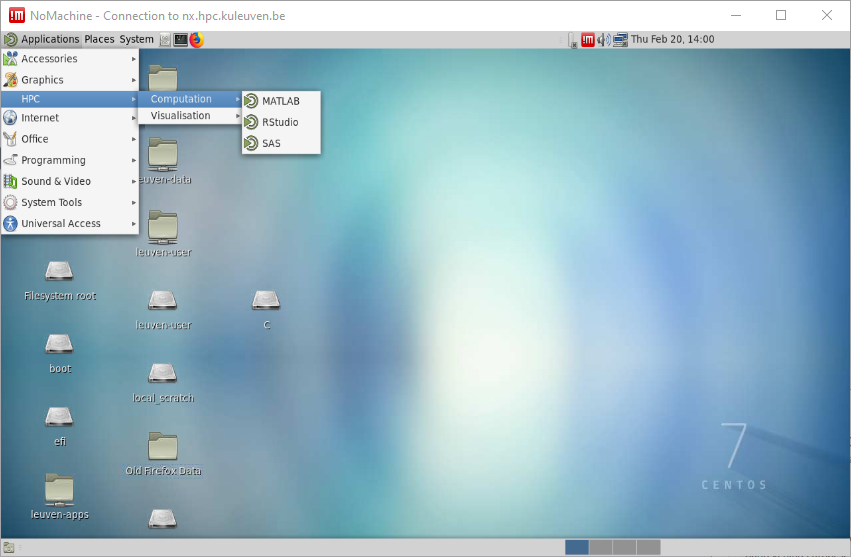 NoMachine - Connection to nx.hpc.kuleuven.be
Applications Places System
Thu Feb 20, 14:00
Accessories
Graphics
HPC
Internet
Office
Programming
Sound & Video
System Tools
Universal Access
Computation
Visualisation
MATLAB
RStudio
SAS
leuven-data
leuven-user
Filesystem root
leuven-user
C
boot
local_scratch
efi
Old Firefox Data
leuven-apps
7
CENTOS